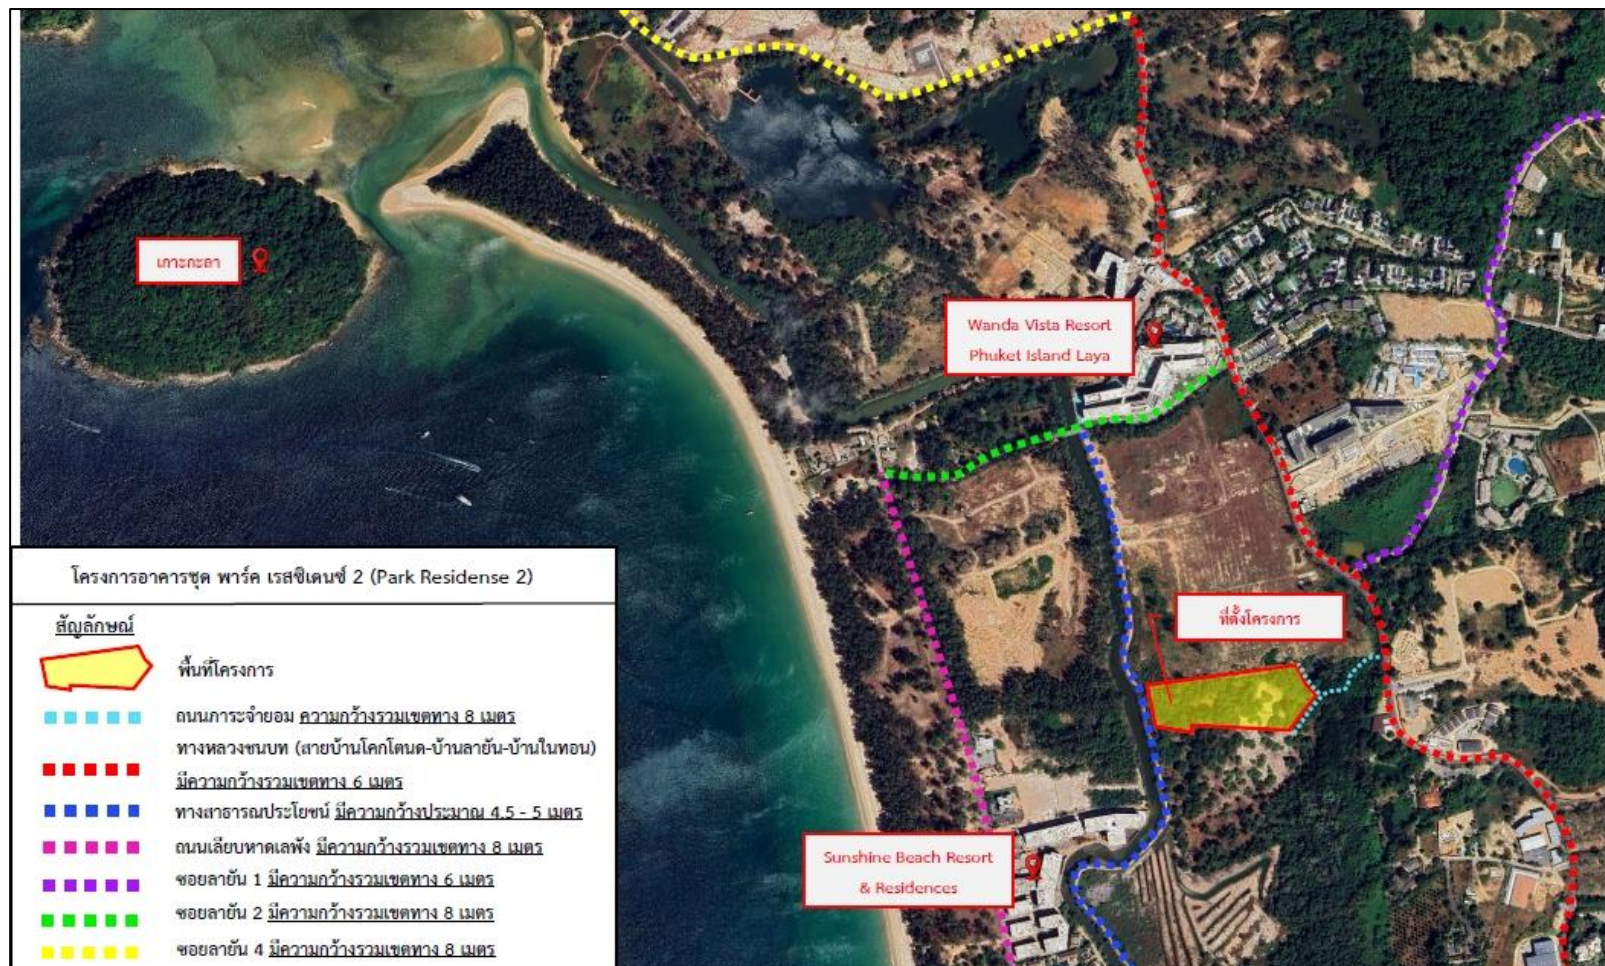 เกาะกะลา
Wanda Vista Resort
Phuket Island Laya
ที่ตั้งโครงการ
Sunshine Beach Resort
& Residences
โครงการอาคารชุด พาร์ค เรสซิเดนซ์ 2 (Park Residense 2)
สัญลักษณ์
พื้นที่โครงการ
ถนนภาระจำยอม ความกว้างรวมเขตทาง 8 เมตร
ทางหลวงชนบท (สายบ้านโคกโตนด-บ้านลายัน-บ้านในทอน)
มีความกว้างรวมเขตทาง 6 เมตร
ทางสาธารณประโยชน์ มีความกว้างประมาณ 4.5 - 5 เมตร
ถนนเลียบหาดเลพัง มีความกว้างรวมเขตทาง 8 เมตร
ซอยลายัน 1 มีความกว้างรวมเขตทาง 6 เมตร
ซอยลายัน 2 มีความกว้างรวมเขตทาง 8 เมตร
ซอยลายัน 4 มีความกว้างรวมเขตทาง 8 เมตร